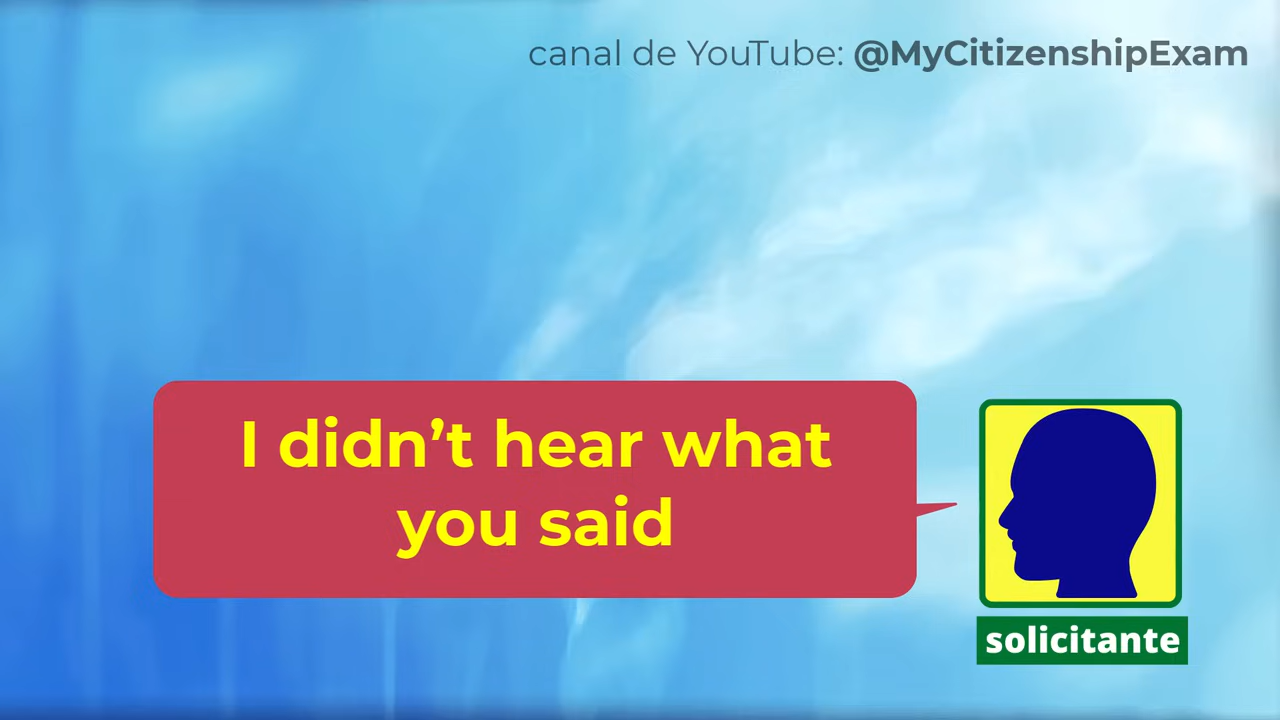 canal de YouTube: @MyCitizenshipExam
I didn’t hear what
you said
solicitante